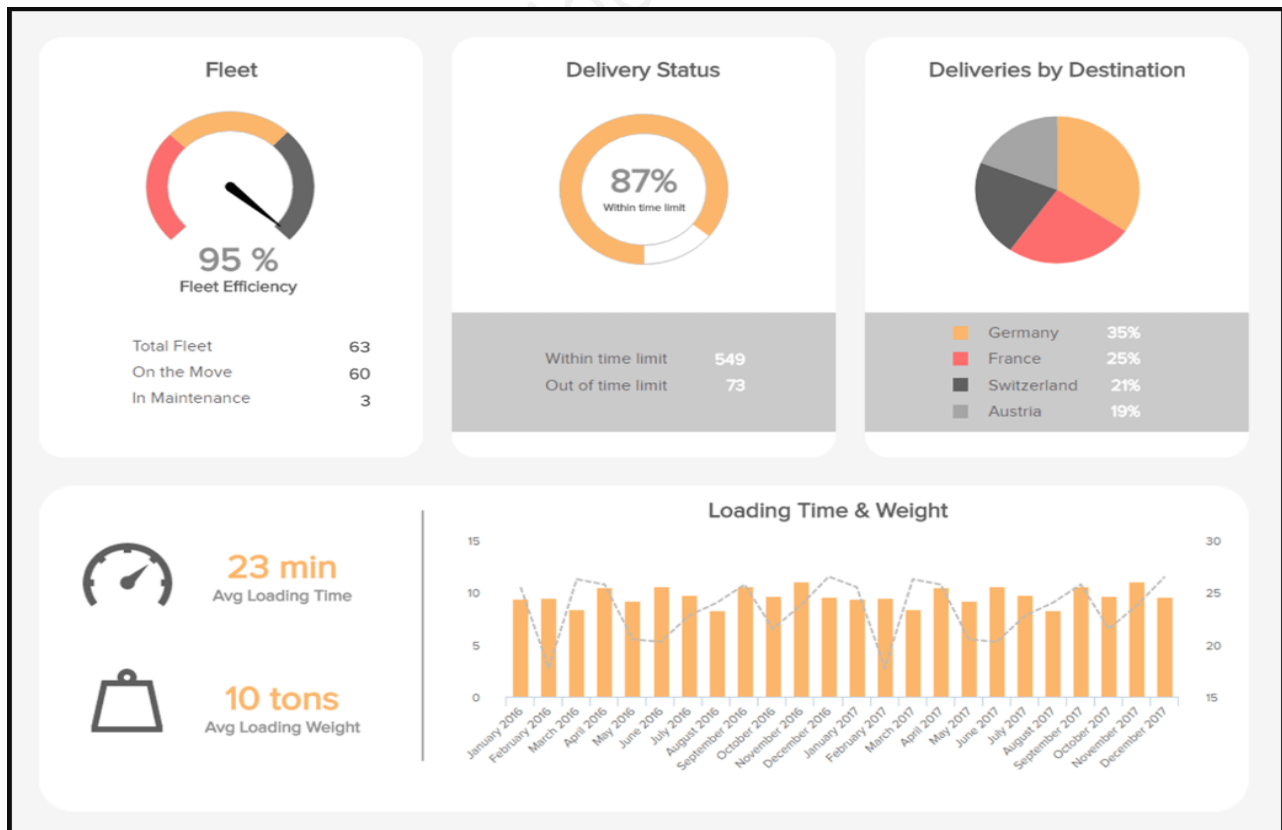 Fleet
95 %
Fleet Efficiency
Total Fleet 63
On the Move 60
In Maintenance 3
Delivery Status
87%
Within time limit
Within time limit 549
Out of time limit 73
Deliveries by Destination
Germany 35%
France 25%
Switzerland 21%
Austria 19%
23 min
Avg Loading Time
10 tons
Avg Loading Weight
Loading Time & Weight
15
10
5
0
30
25
20
15
January 2016
February 2016
March 2016
April 2016
May 2016
June 2016
July 2016
August 2016
September 2016
October 2016
November 2016
December 2016
January 2017
February 2017
March 2017
April 2017
May 2017
June 2017
July 2017
August 2017
September 2017
October 2017
November 2017
December 2017